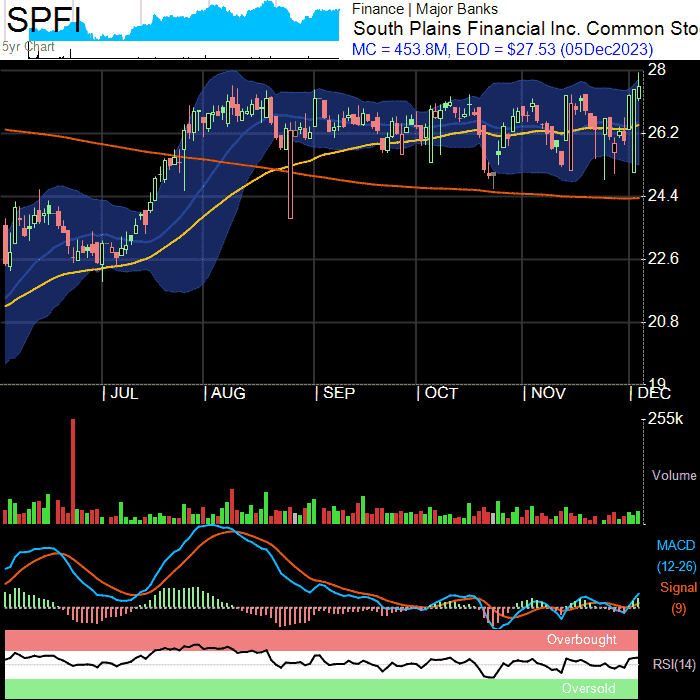 SPFI
5yr Chart
Finance | Major Banks
South Plains Financial Inc. Common Sto
MC = 453.8M, EOD = $27.53 (05Dec2023)
28
26.2
24.4
22.6
20.8
19
JUL
AUG
SEP
OCT
NOV
DEC
255k
Volume
MACD
(12-26)
Signal
(9)
Overbought
RSI(14)
Oversold